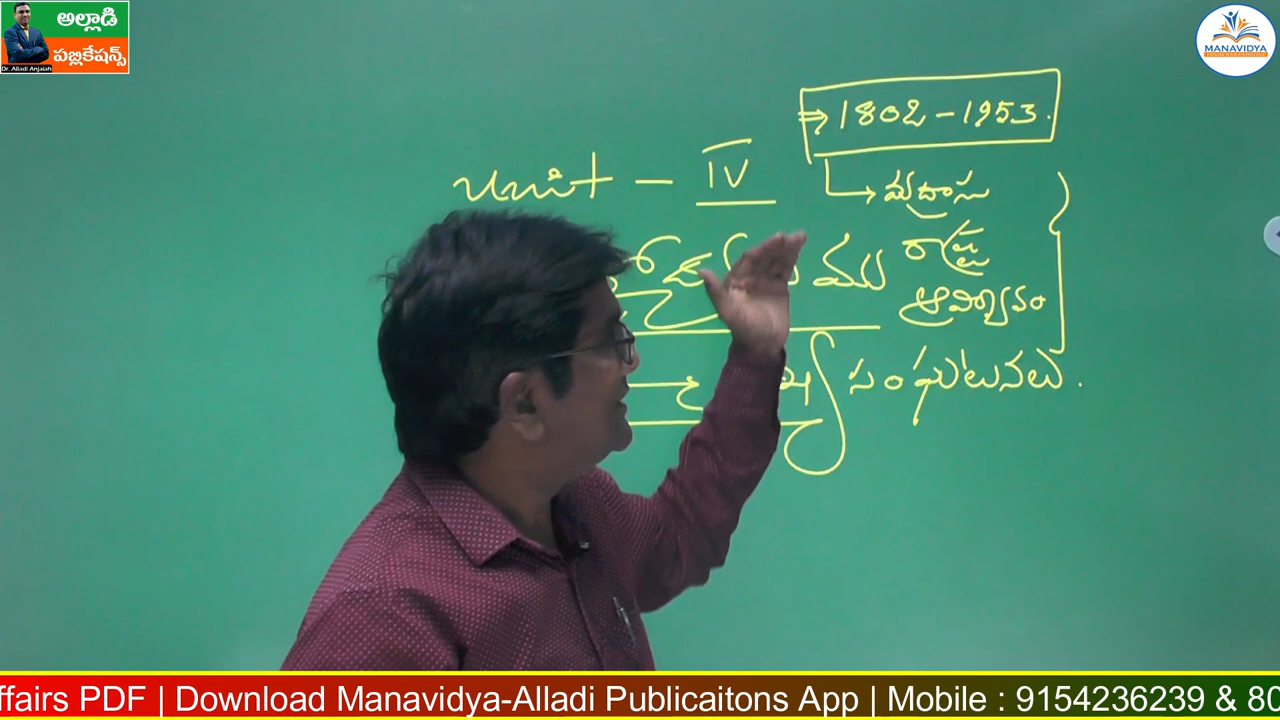 అల్లాడి
పబ్లికేషన్స్
Dr. Alladi Anjaiah
MANAVIDYA
⇒ 1802 – 1953.
Unit – IV
→ మద్రాసు
రాష్ట్ర
ము
సంఘటనలు.
ffairs PDF | Download Manavidya-Alladi Publicaitons App | Mobile : 9154236239 & 80